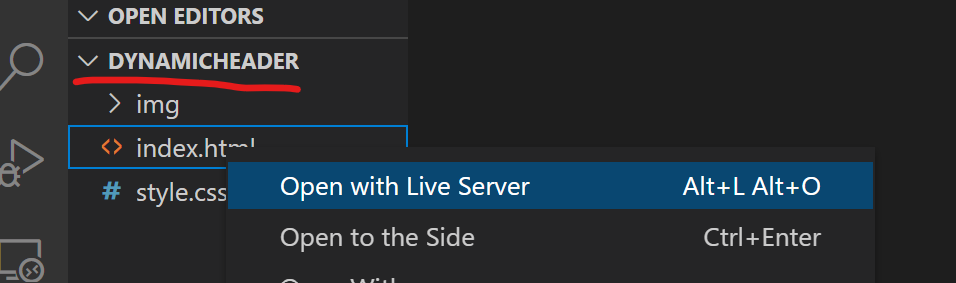 OPEN EDITORS
DYNAMICHEADER
img
index.html
style.css
Open with Live Server Alt+L Alt+O
Open to the Side Ctrl+Enter